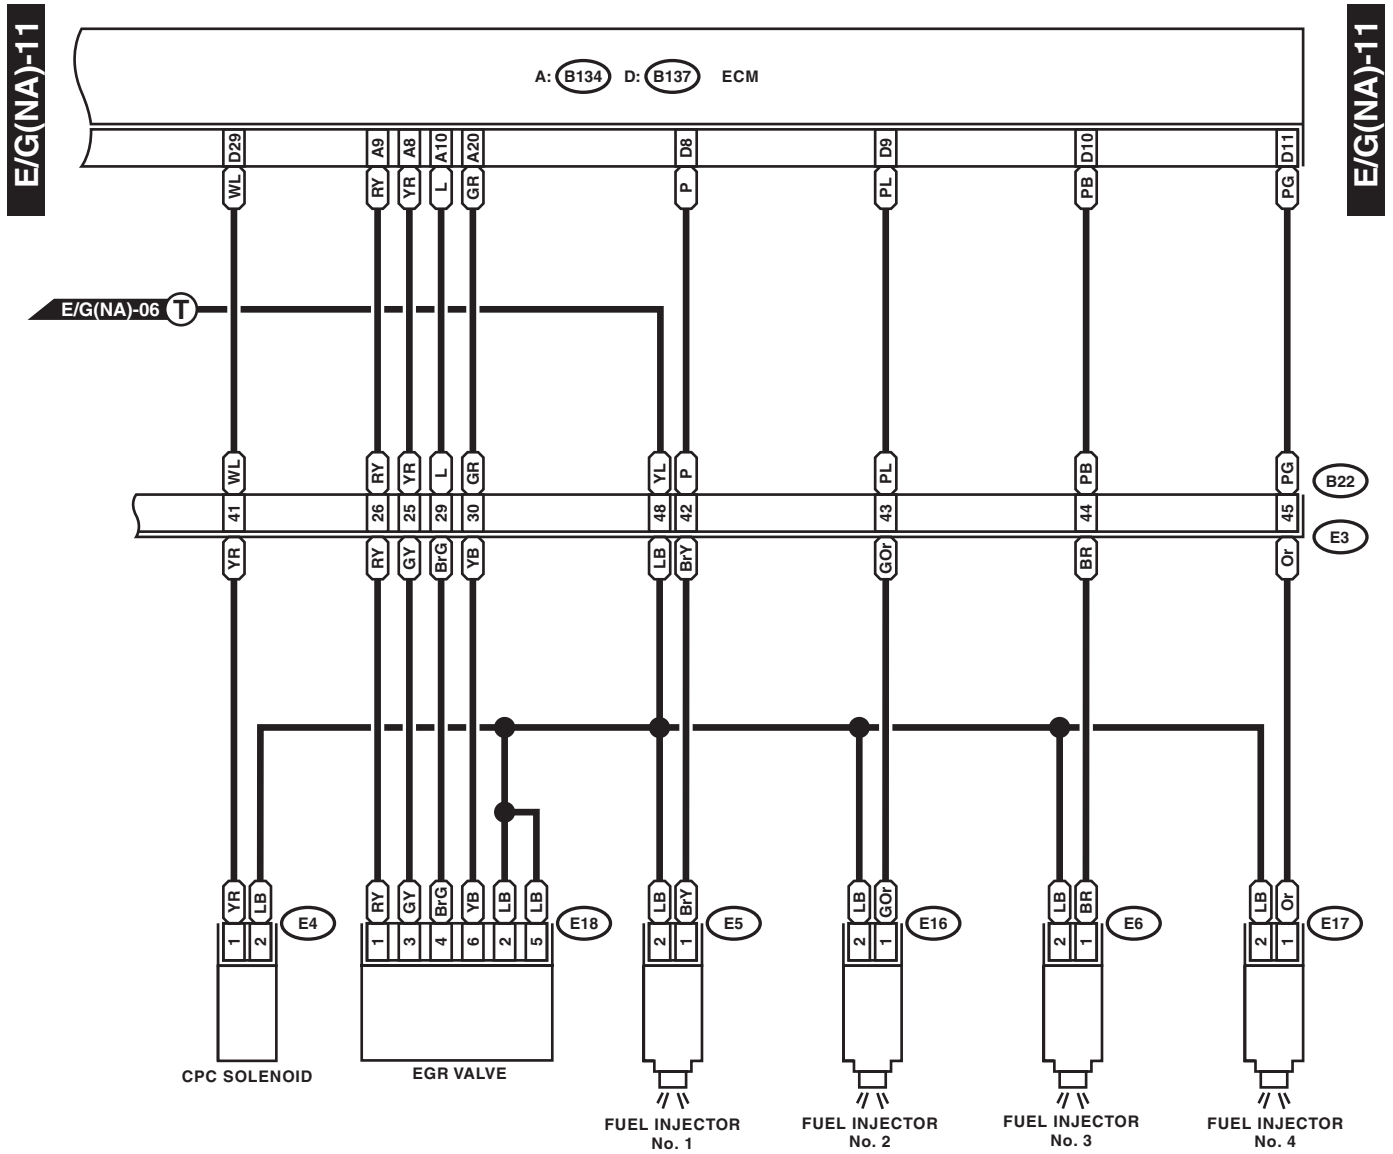 E/G(NA)-11
E/G(NA)-11
A: B134 D: B137 ECM
D29 A9 A8 A10 A20 D8 D9 D10 D11
WL RY YR L GR P PL PB PG
E/G(NA)-06 T
WL RY YR L GR YL P PL PB PG
B22
41 26 25 29 30 48 42 43 44 45
E3
YR RY GY BrG YB LB BrY GOr BR Or
YR LB RY GY BrG YB LB LB LB BrY LB GOr LB BR LB Or
E4 E18 E5 E16 E6 E17
1 2 1 3 4 6 2 5 2 1 2 1 2 1 2 1
CPC SOLENOID
EGR VALVE
FUEL INJECTOR
No. 1
FUEL INJECTOR
No. 2
FUEL INJECTOR
No. 3
FUEL INJECTOR
No. 4